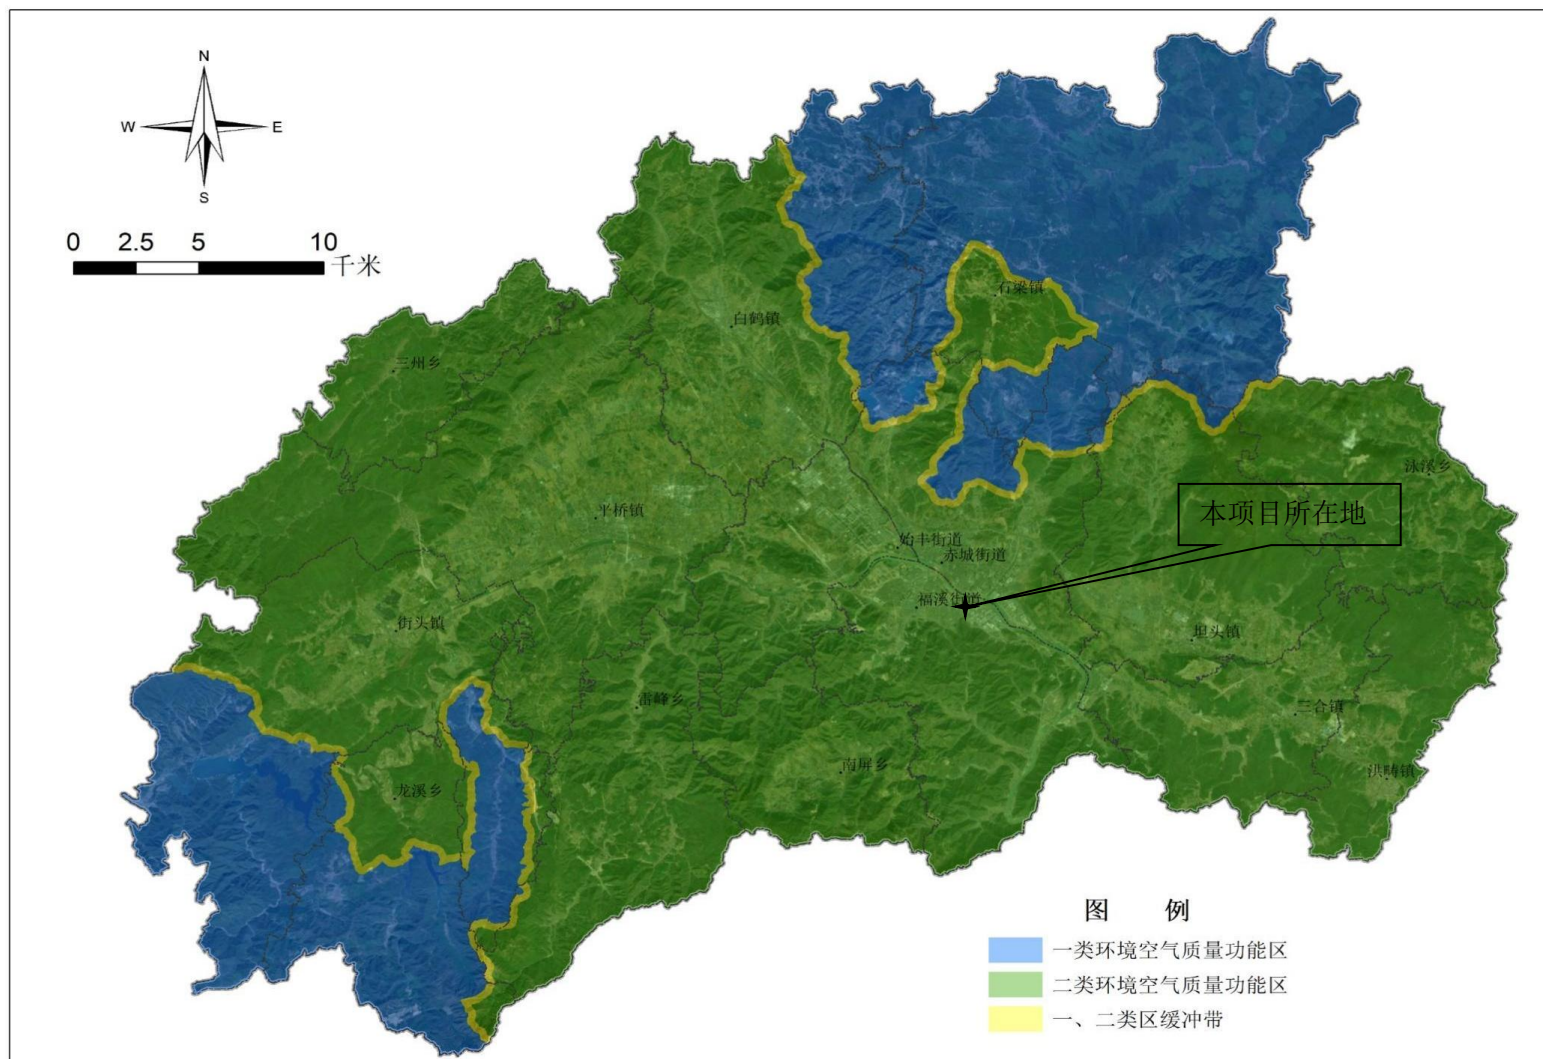 N
W E
S
0 2.5 5 10
千米
石梁镇
白鹤镇
三州乡
泳溪乡
平桥镇
本项目所在地
始丰街道
赤城街道
福溪街道
街头镇
坦头镇
雷峰乡
三合镇
南屏乡
洪畴镇
龙溪乡
图 例
一类环境空气质量功能区
二类环境空气质量功能区
一、二类区缓冲带